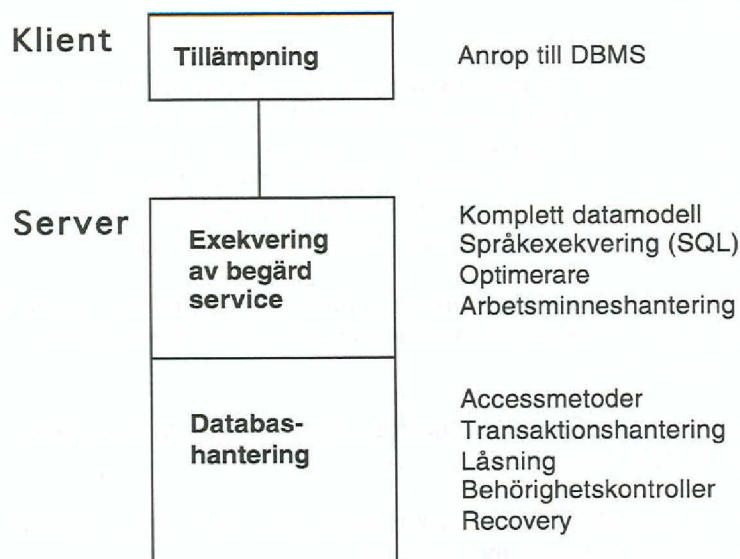 Klient
Tillämpning
Anrop till DBMS
Server
Exekvering
av begärd
service
Komplett datamodell
Språkexekvering (SQL)
Optimerare
Arbetsminneshantering
Databas-
hantering
Accessmetoder
Transaktionshantering
Låsning
Behörighetskontroller
Recovery